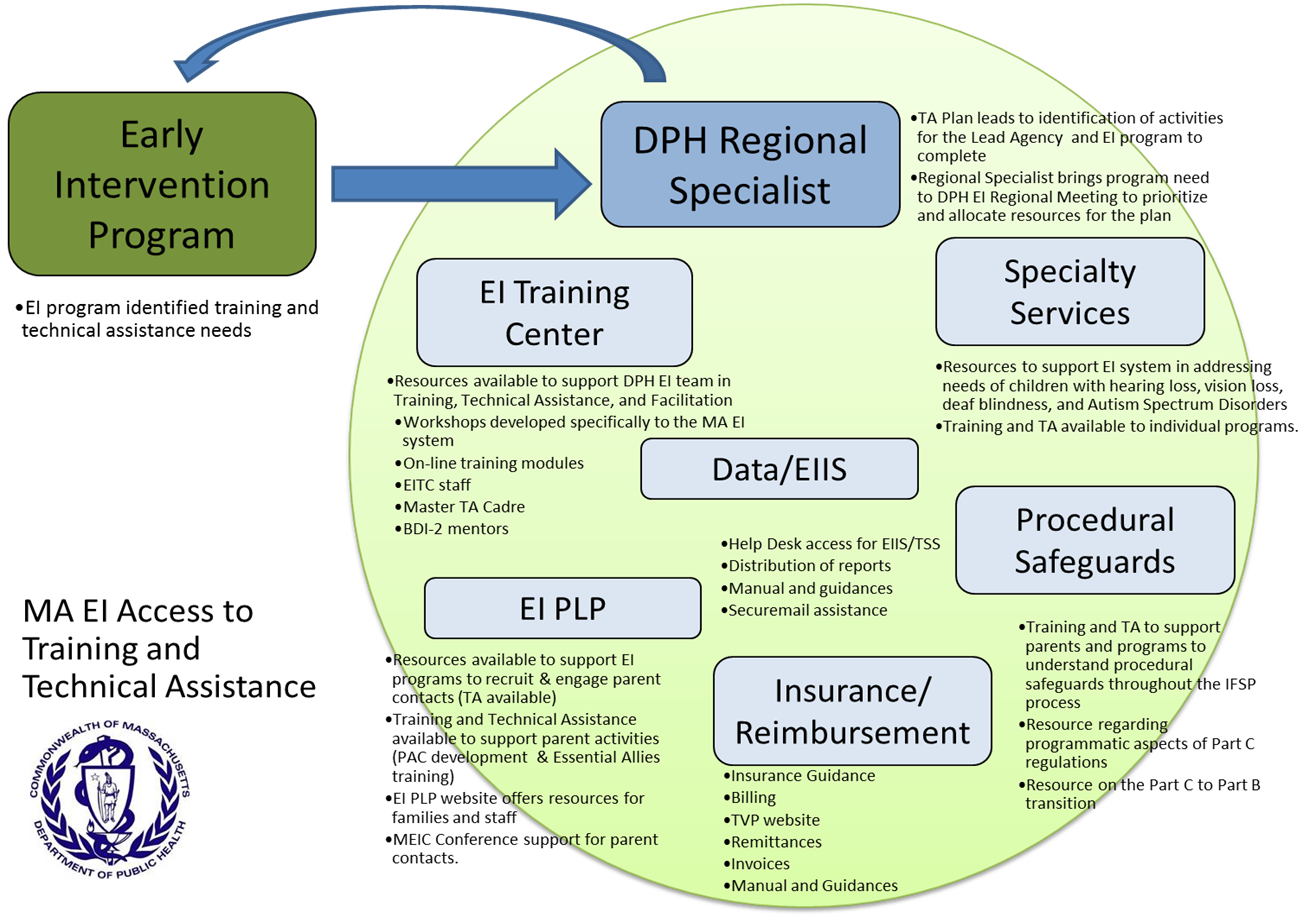 Early
Intervention
Program
•EI program identified training and
technical assistance needs
DPH Regional
Specialist
•TA Plan leads to identification of activities
for the Lead Agency and EI program to
complete
•Regional Specialist brings program need
to DPH EI Regional Meeting to prioritize
and allocate resources for the plan
EI Training
Center
•Resources available to support DPH EI team in
Training, Technical Assistance, and Facilitation
•Workshops developed specifically to the MA EI
system
•On-line training modules
•EITC staff
•Master TA Cadre
•BDI-2 mentors
Specialty
Services
•Resources to support EI system in addressing
needs of children with hearing loss, vision loss,
deaf blindness, and Autism Spectrum Disorders
•Training and TA available to individual programs.
Data/EIIS
•Help Desk access for EIIS/TSS
•Distribution of reports
•Manual and guidances
•Securemail assistance
Procedural
Safeguards
•Training and TA to support
parents and programs to
understand procedural
safeguards throughout the IFSP
process
•Resource regarding
programmatic aspects of Part C
regulations
•Resource on the Part C to Part B
transition
EI PLP
•Resources available to support EI
programs to recruit & engage parent
contacts (TA available)
•Training and Technical Assistance
available to support parent activities
(PAC development & Essential Allies
training)
•EI PLP website offers resources for
families and staff
•MEIC Conference support for parent
contacts.
Insurance/
Reimbursement
•Insurance Guidance
•Billing
•TVP website
•Remittances
•Invoices
•Manual and Guidances
MA EI Access to
Training and
Technical Assistance
COMMONWEALTH OF MASSACHUSETTS
DEPARTMENT OF PUBLIC HEALTH